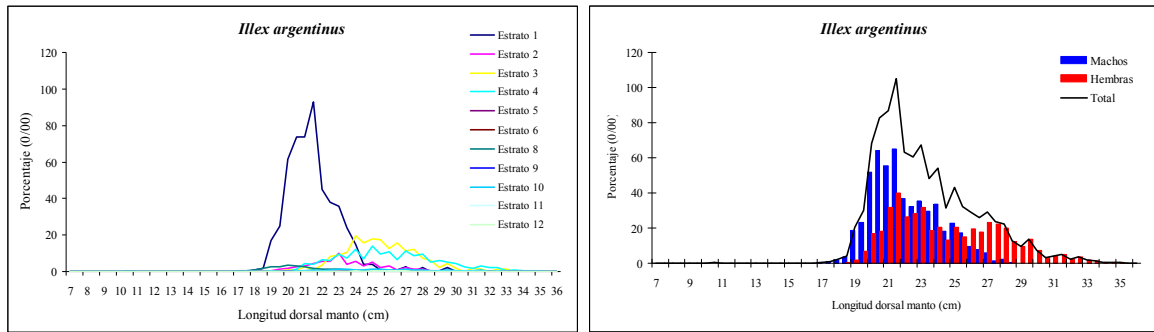 Illex argentinus
Porcentaje (0/00)
120
100
80
60
40
20
0
7 8 9 10 11 12 13 14 15 16 17 18 19 20 21 22 23 24 25 26 27 28 29 30 31 32 33 34 36
Longitud dorsal manto (cm)
Estrato 1
Estrato 2
Estrato 3
Estrato 4
Estrato 5
Estrato 6
Estrato 8
Estrato 9
Estrato 10
Estrato 11
Estrato 12
Illex argentinus
Porcentaje (0/00)
120
100
80
60
40
20
0
7 9 11 13 15 17 19 21 23 25 27 29 31 33 35
Longitud dorsal manto (cm)
Machos
Hembras
Total